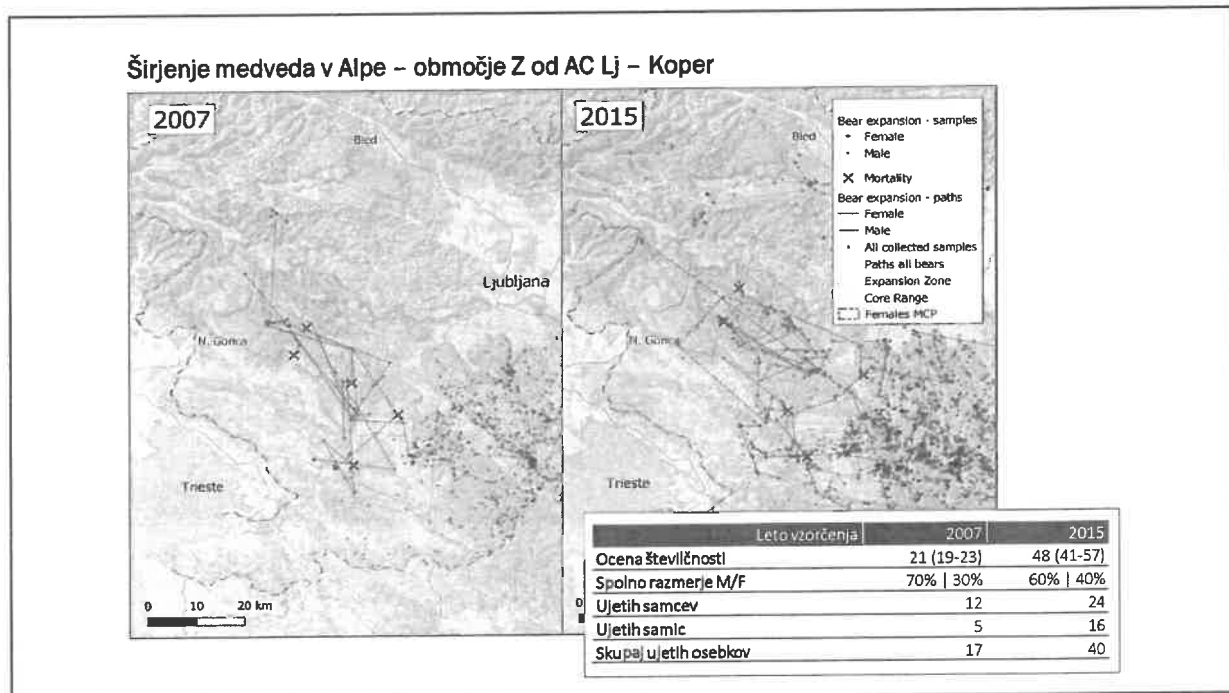 Širjenje medveda v Alpe – območje Z od AC Lj – Koper
2007
Bled
Ljubljana
N. Gorica
Trieste
0 10 20 km
2015
Bled
N. Gorica
Trieste
0
Bear expansion - samples
Female
Male
Mortality
Bear expansion - paths
Female
Male
All collected samples
Paths all bears
Expansion Zone
Core Range
Females MCP
Leto vzorčenja 2007 2015
Ocena številčnosti 21 (19-23) 48 (41-57)
Spolno razmerje M/F 70% | 30% 60% | 40%
Ujetih samcev 12 24
Ujetih samic 5 16
Skupaj ujetih osebkov 17 40